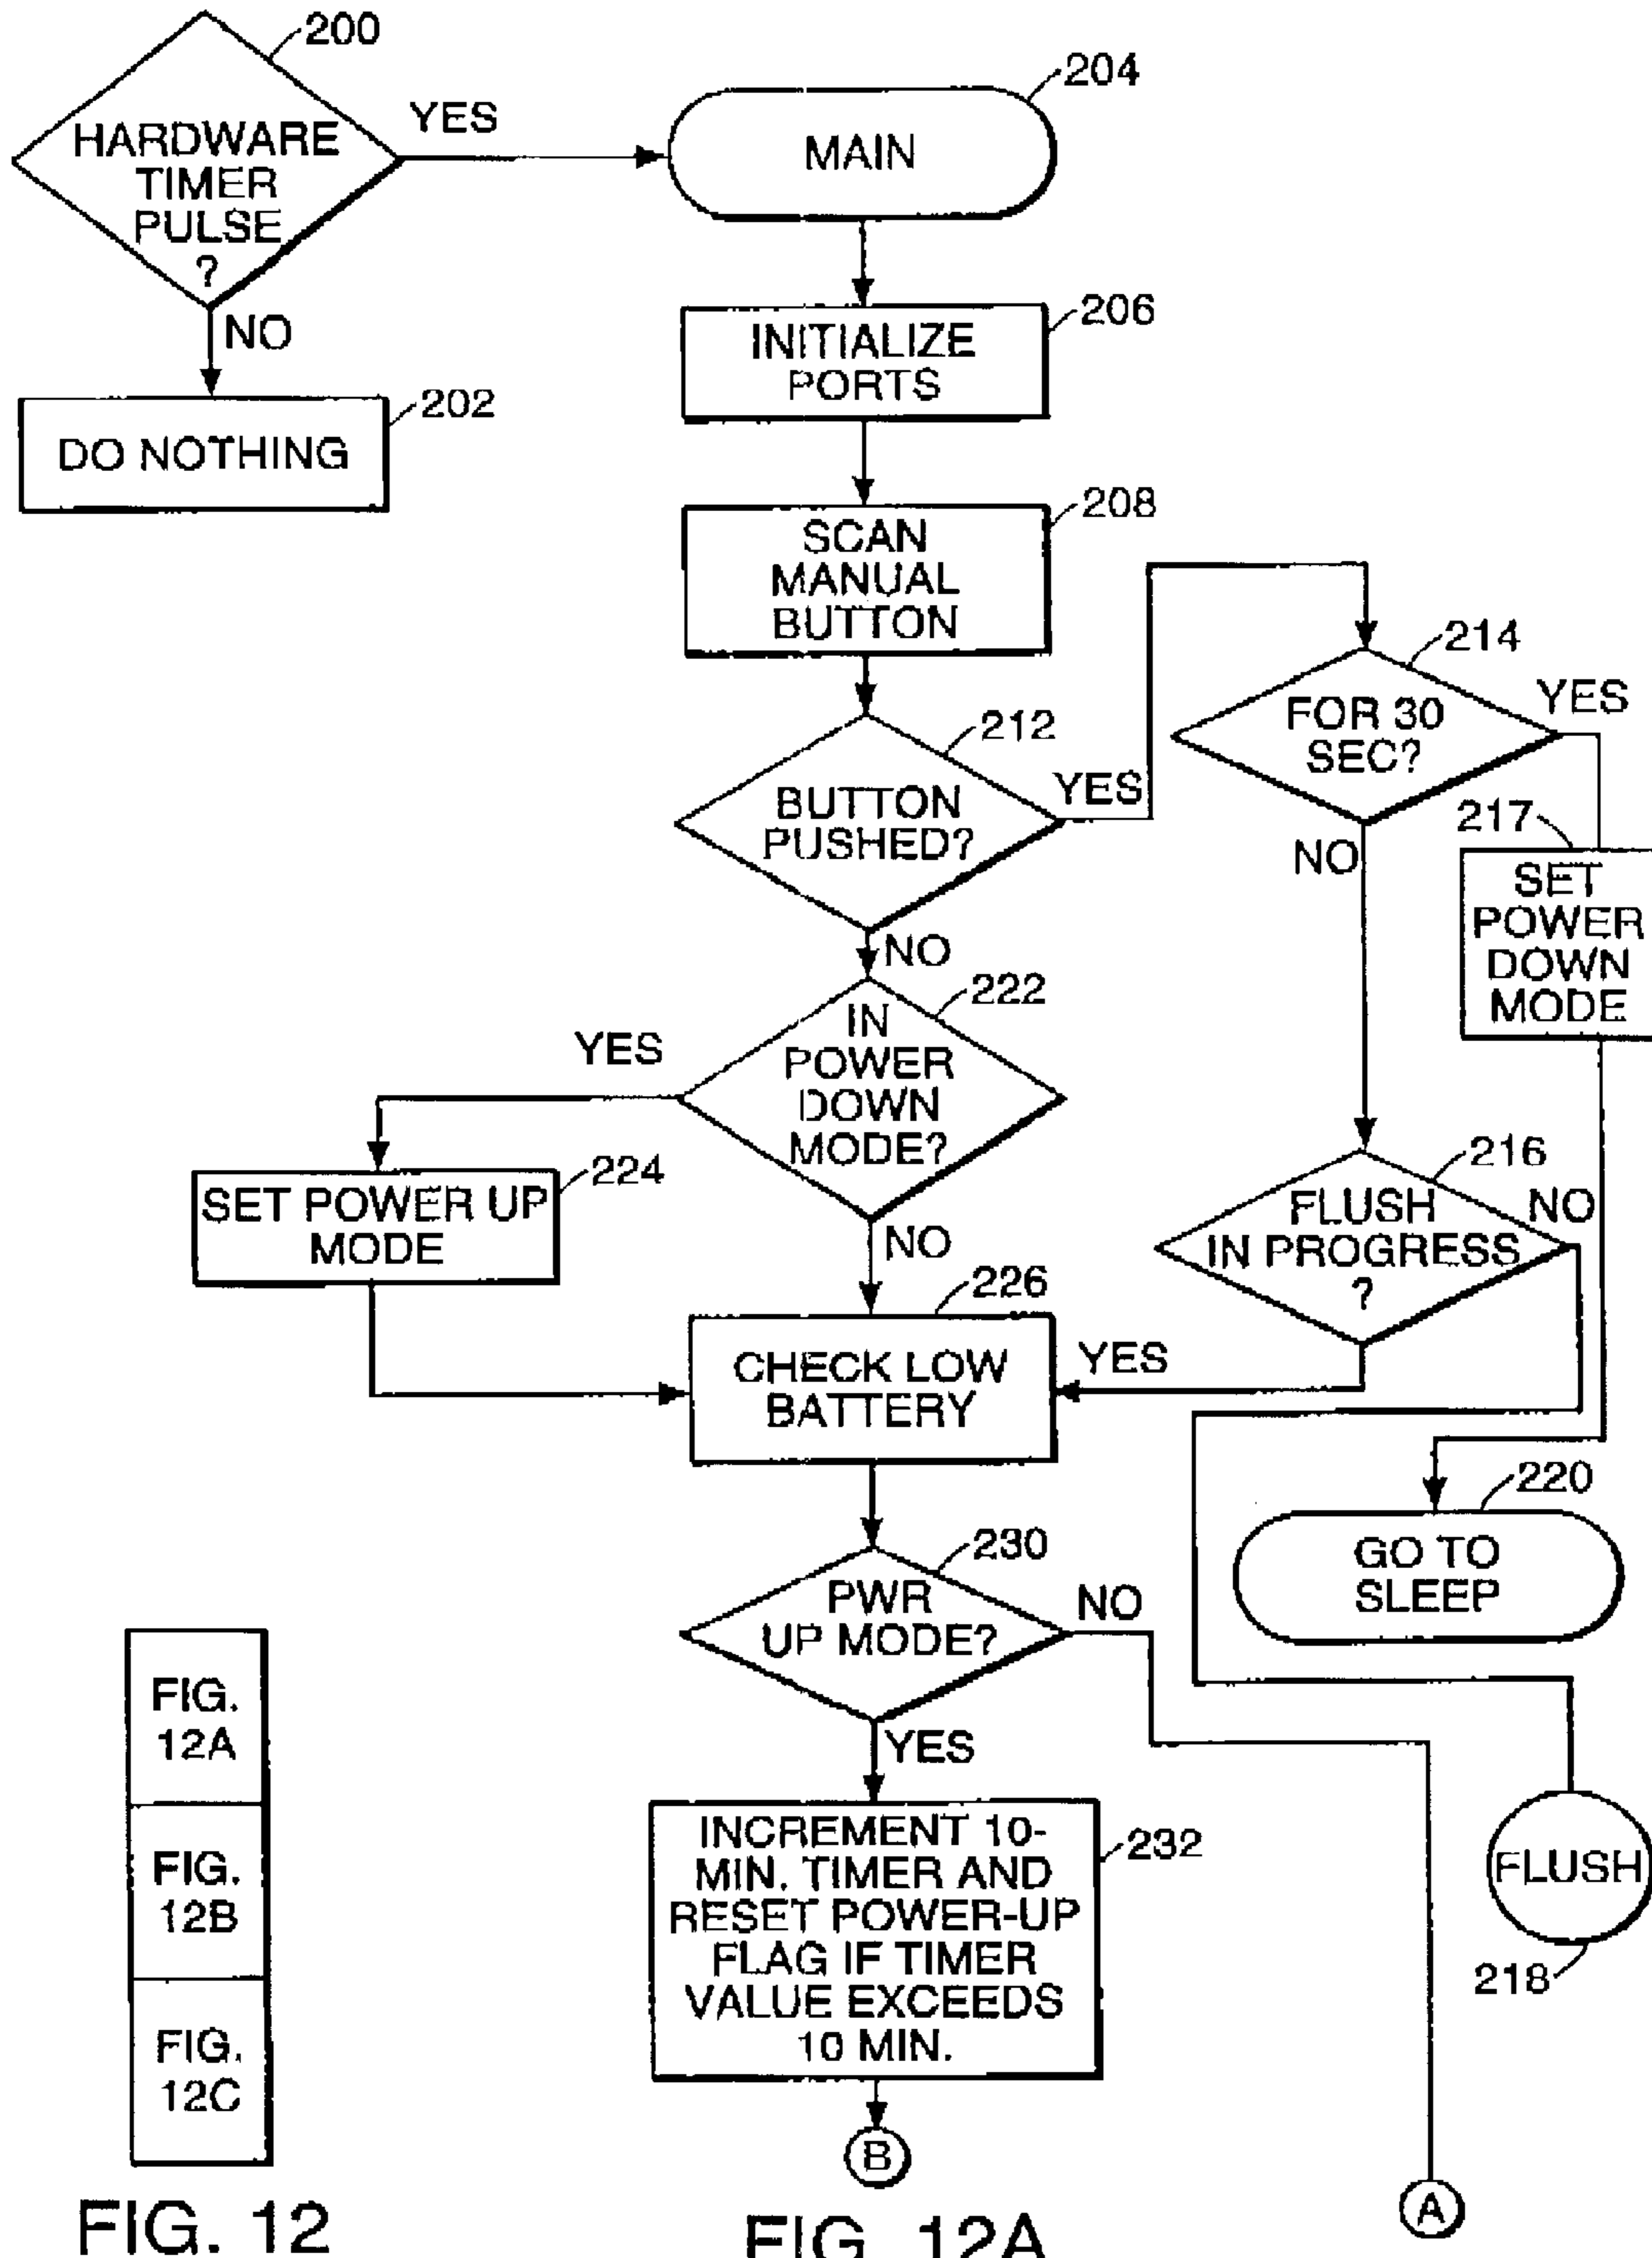 200
HARDWARE
TIMER
PULSE
?
YES
NO
202
DO NOTHING
204
MAIN
206
INITIALIZE
PORTS
208
SCAN
MANUAL
BUTTON
212
BUTTON
PUSHED?
YES
NO
214
FOR 30
SEC?
YES
NO
217
SET
POWER
DOWN
MODE
222
IN
POWER
DOWN
MODE?
YES
NO
224
SET POWER UP
MODE
216
FLUSH
IN PROGRESS
?
NO
YES
226
CHECK LOW
BATTERY
220
GO TO
SLEEP
230
PWR
UP MODE?
NO
YES
232
INCREMENT 10-
MIN. TIMER AND
RESET POWER-UP
FLAG IF TIMER
VALUE EXCEEDS
10 MIN.
FLUSH
218
B
A
FIG.
12A
FIG.
12B
FIG.
12C
FIG. 12
FIG. 12A